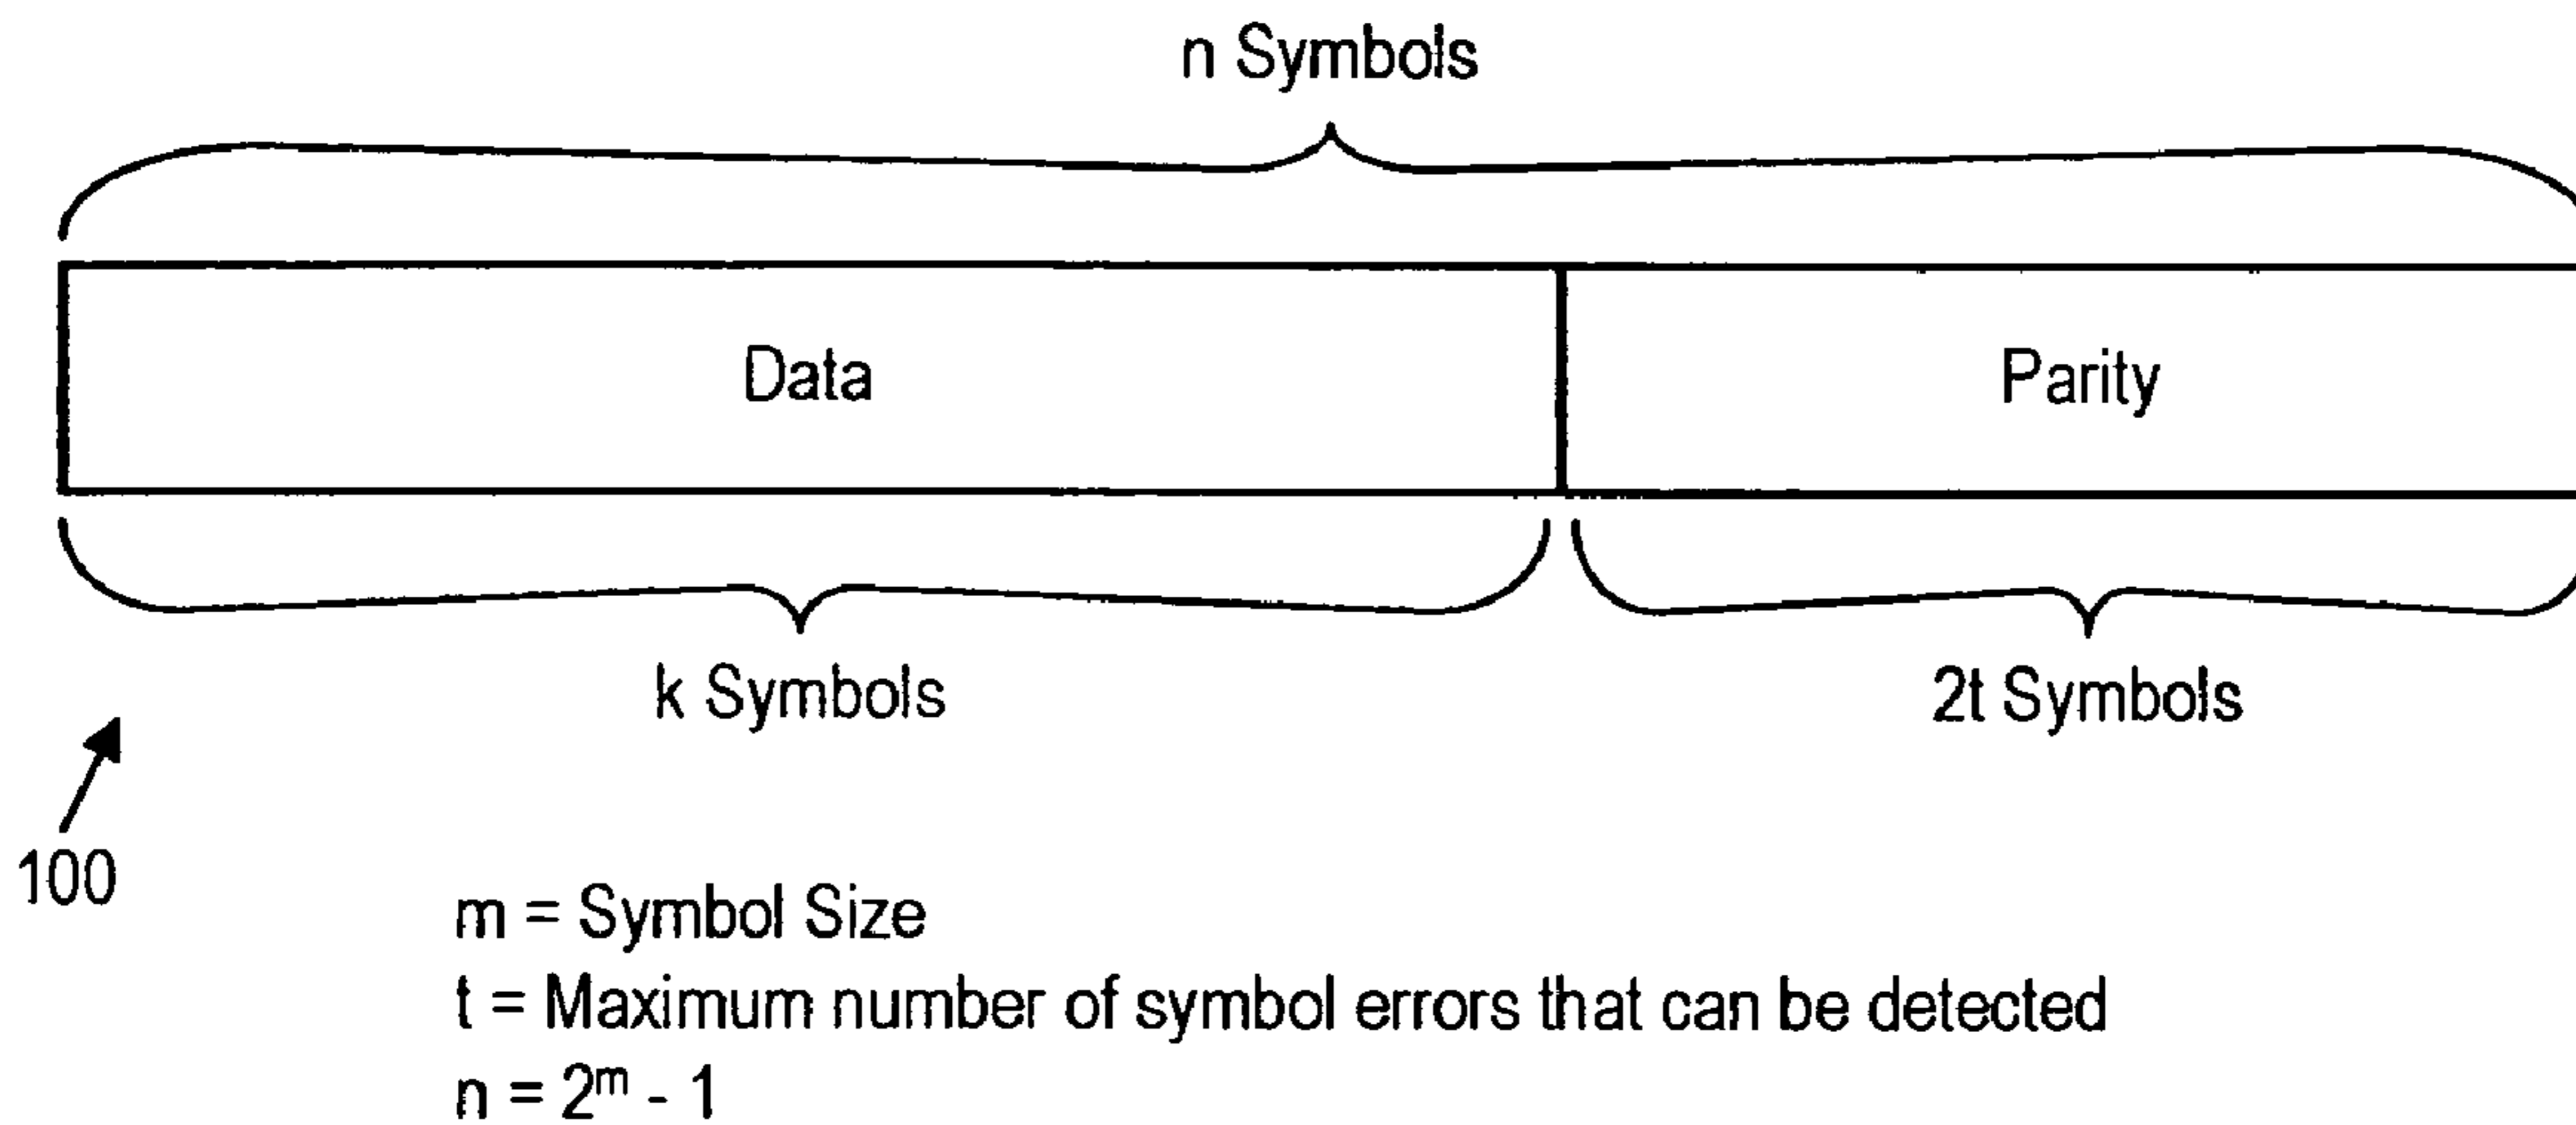 n Symbols
Data
Parity
k Symbols
2t Symbols
100
m = Symbol Size
t = Maximum number of symbol errors that can be detected
n = 2ᵐ - 1